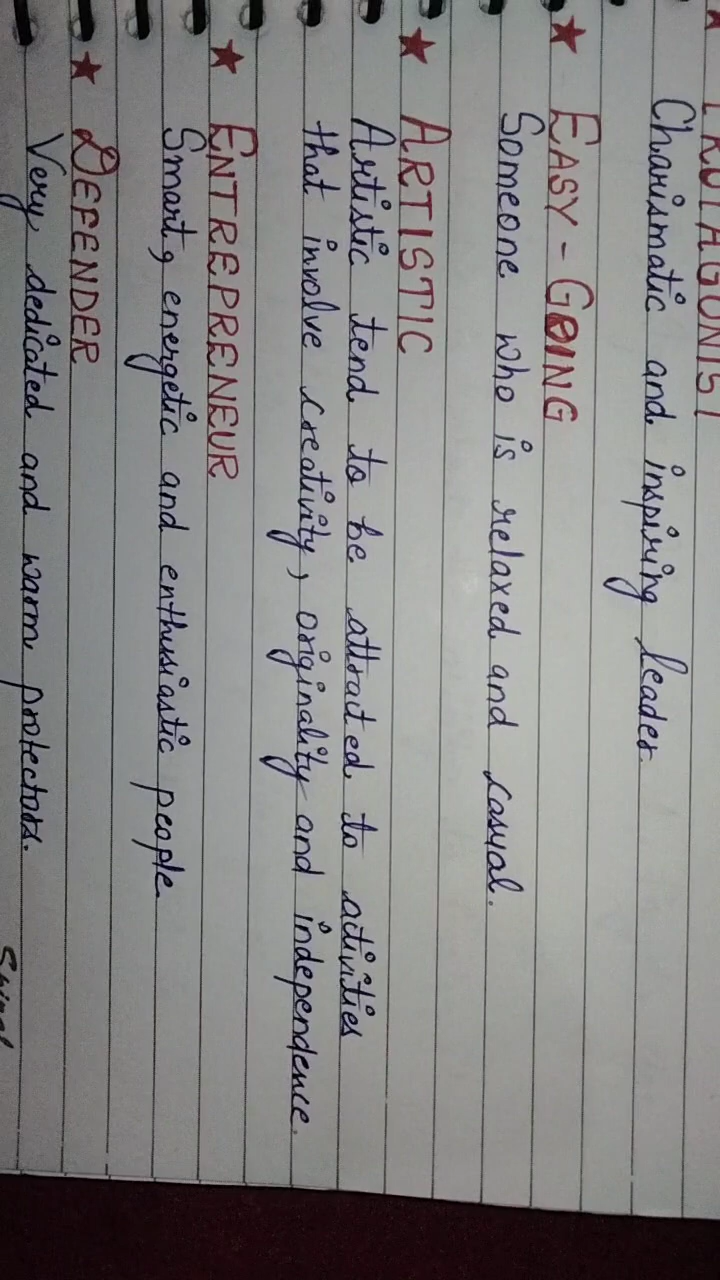 ★ PROTAGONIST
Charismatic and inspiring leader.
★ EASY-GOING
Someone who is relaxed and casual.
★ ARTISTIC
Artistic tend to be attracted to activities
that involve creativity, originality and independence.
★ ENTREPRENEUR
Smart, energetic and enthusiastic people.
★ DEFENDER
Very dedicated and warm protectors.